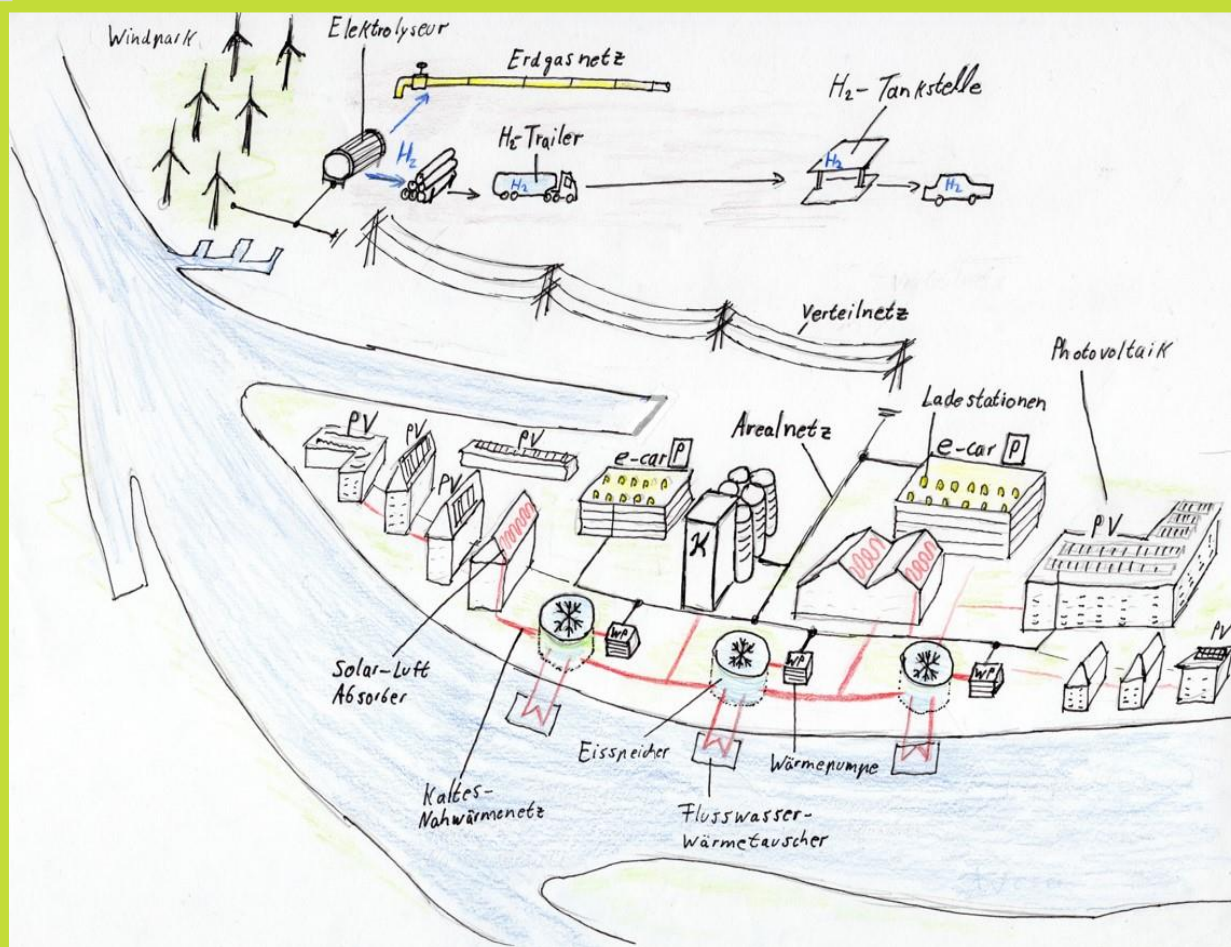 Windpark
Elektrolyseur
Erdgasnetz
H2-Tankstelle
H2-Trailer
H2
H2
H2
H2
Verteilnetz
Photovoltaik
Ladestationen
Arealnetz
PV
PV
PV
PV
e-car P
e-car P
PV
K
WP
WP
WP
PV
Solar-Luft
Absorber
Eisspeicher
Wärmepumpe
Kaltes-
Nahwärmenetz
Flusswasser-
Wärmetauscher